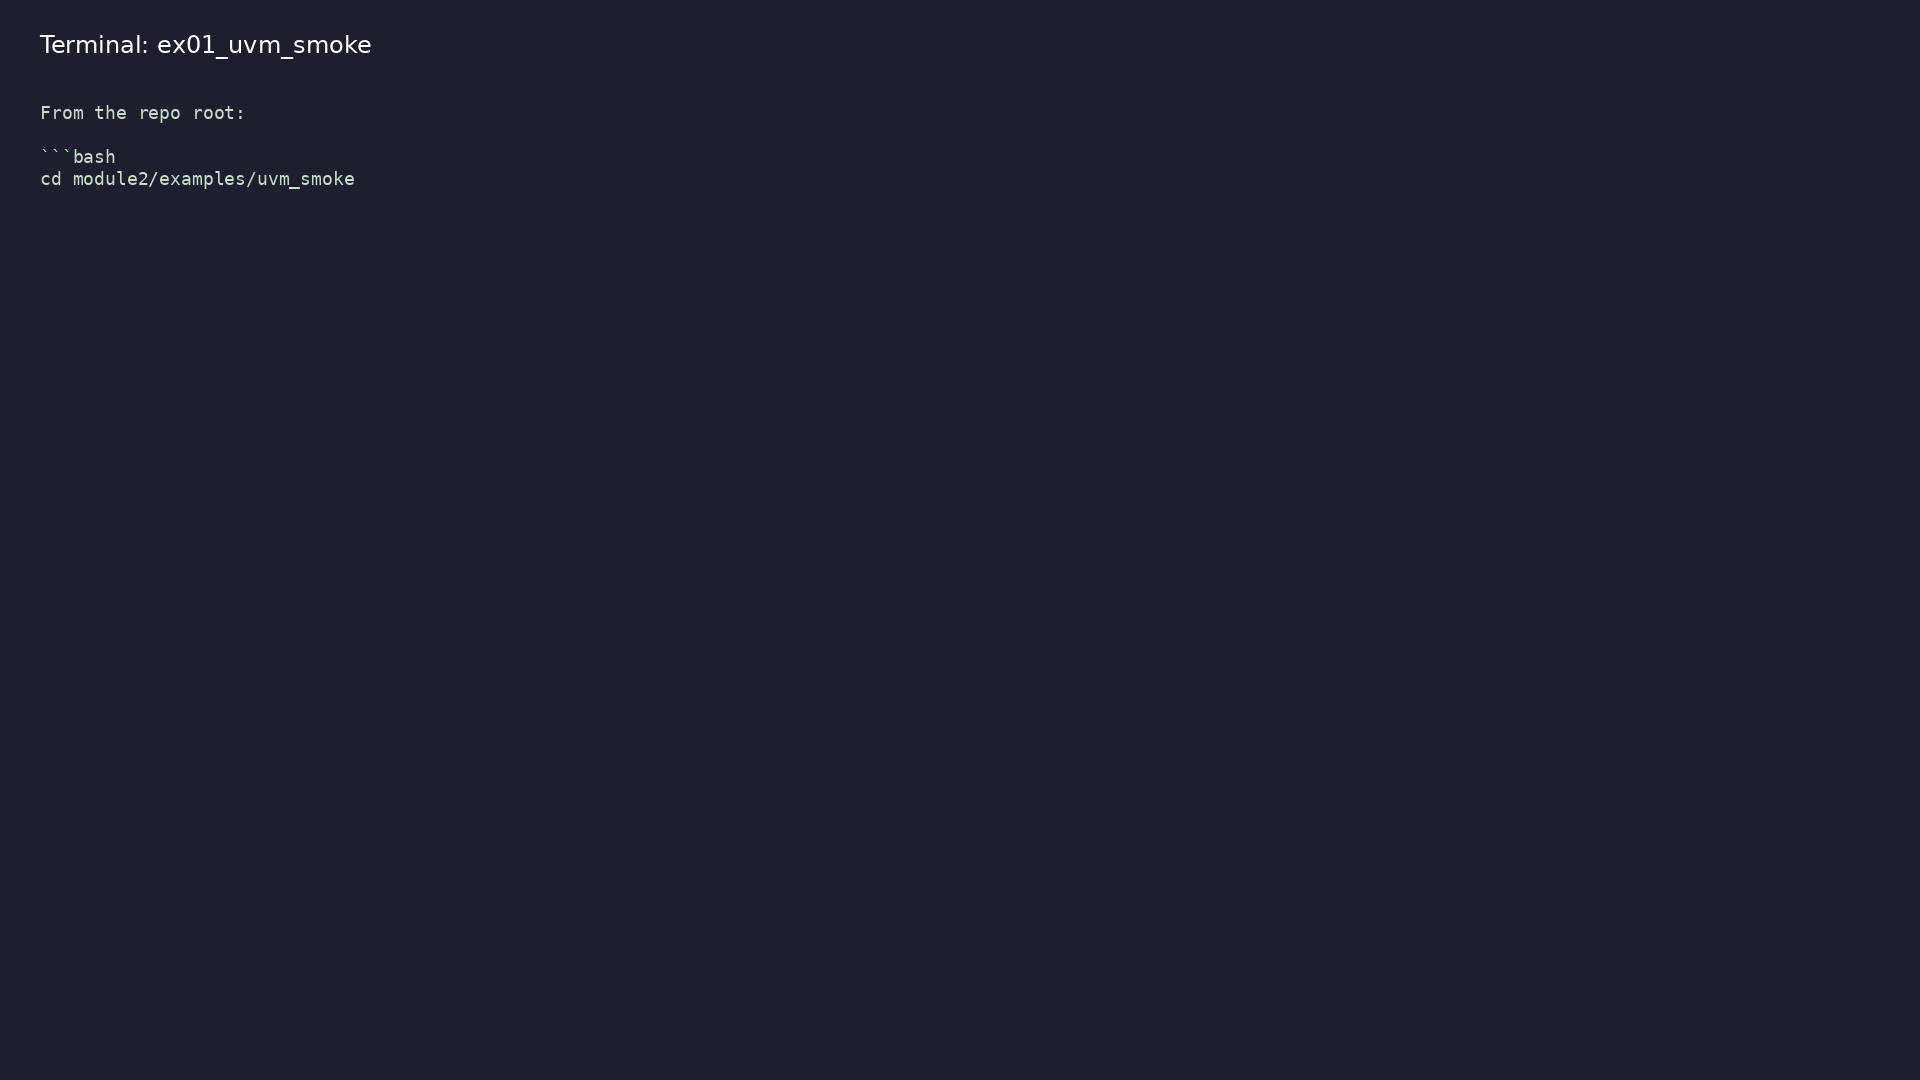 Terminal: ex01_uvm_smoke
From the repo root:
```bash
cd module2/examples/uvm_smoke